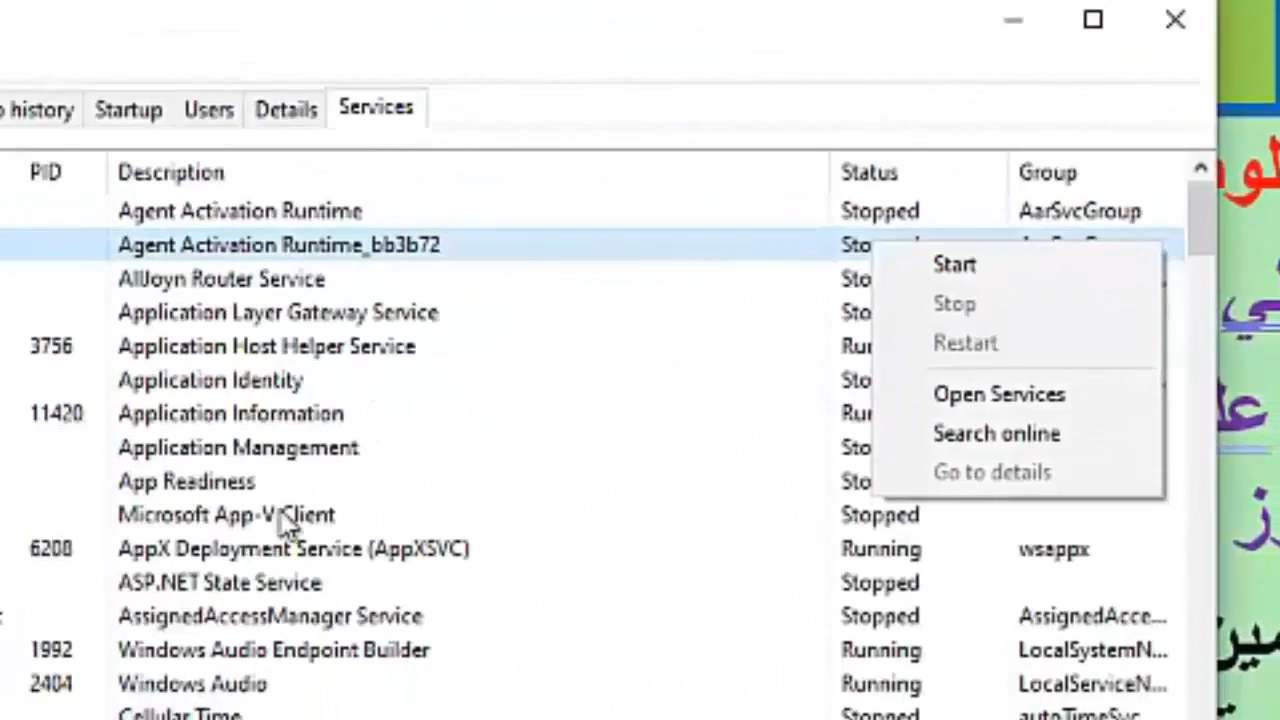 history Startup Users Details Services
PID Description Status Group
Agent Activation Runtime Stopped AarSvcGroup
Agent Activation Runtime_bb3b72
AllJoyn Router Service
Application Layer Gateway Service
3756 Application Host Helper Service
Application Identity
11420 Application Information
Application Management
App Readiness
Microsoft App-V Client Stopped
6208 AppX Deployment Service (AppXSVC) Running wsappx
ASP.NET State Service Stopped
AssignedAccessManager Service Stopped AssignedAcce...
1992 Windows Audio Endpoint Builder Running LocalSystemN...
2404 Windows Audio Running LocalServiceN...
Cellular Time autoTimeSvc
Start
Stop
Restart
Open Services
Search online
Go to details